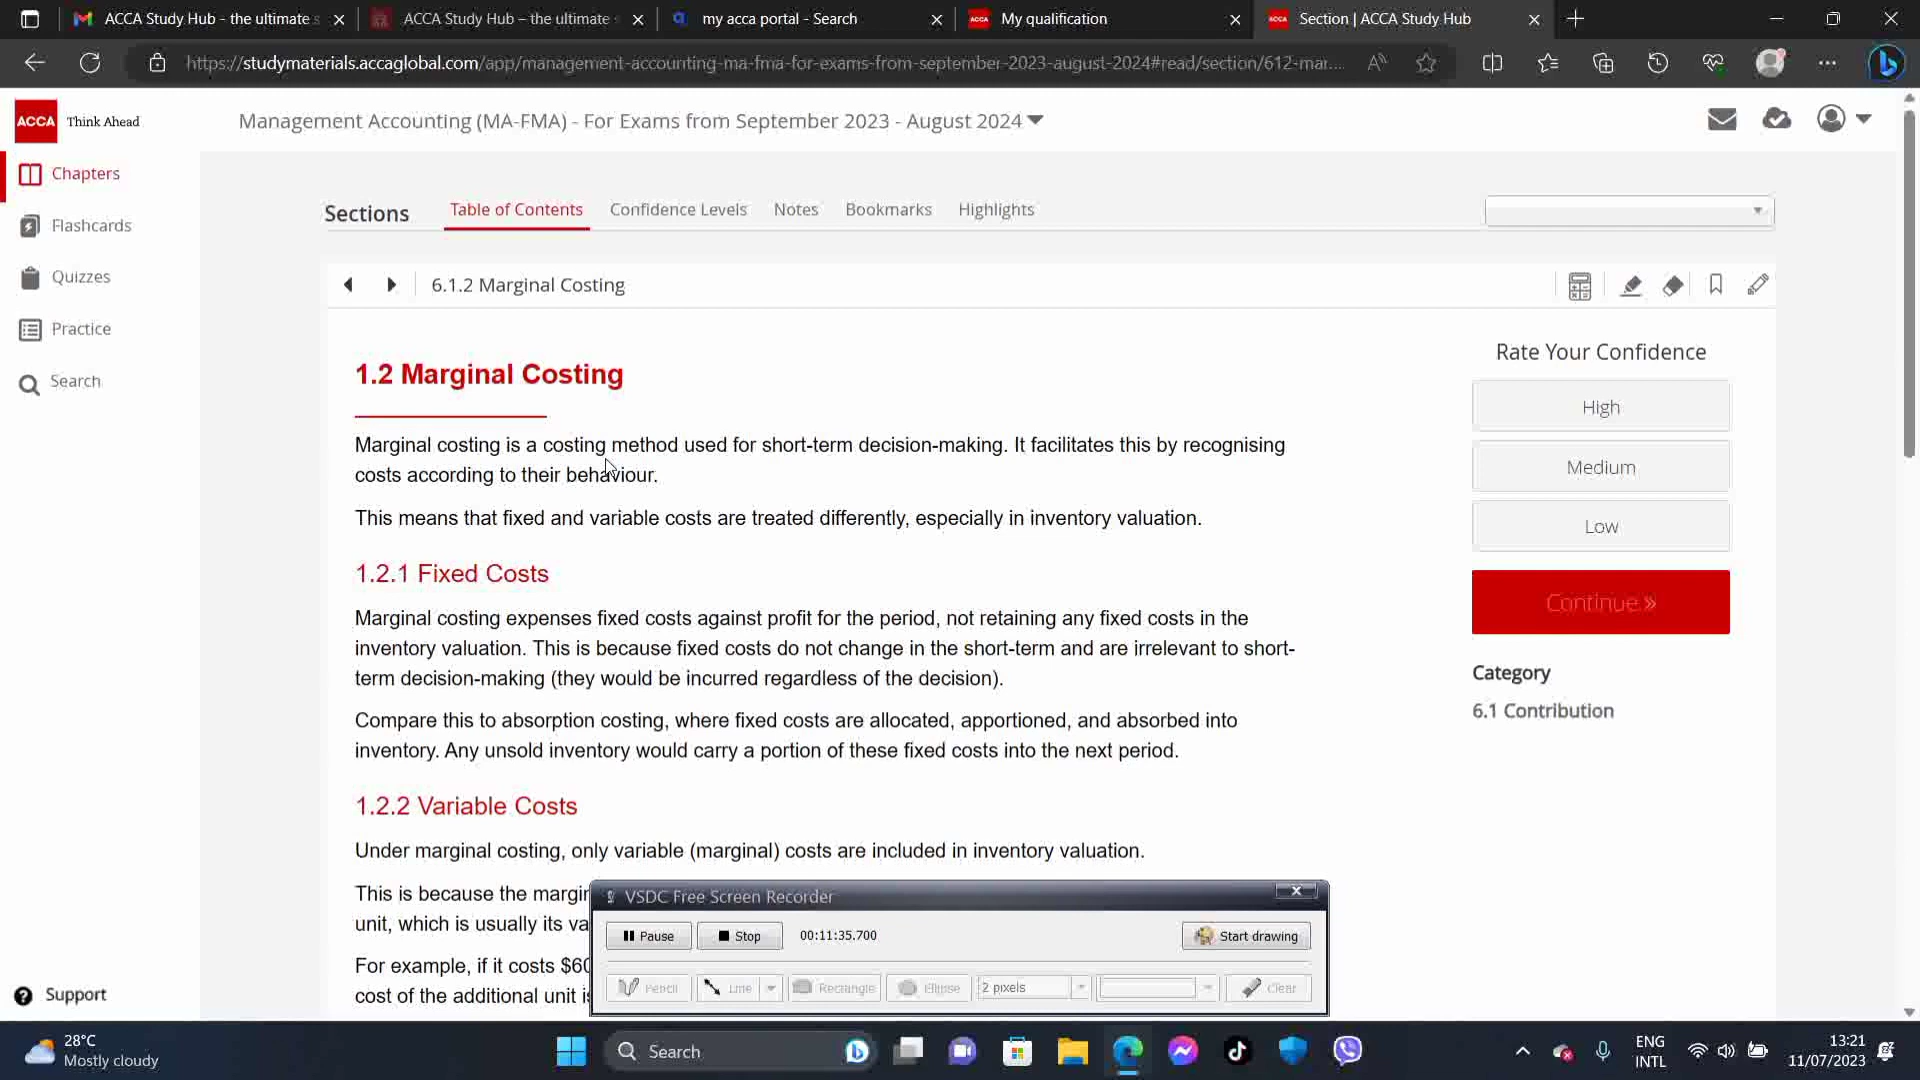 ACCA Study Hub - the ultimate s
ACCA Study Hub – the ultimate
my acca portal - Search
My qualification
Section | ACCA Study Hub
https://studymaterials.accaglobal.com/app/management-accounting-ma-fma-for-exams-from-september-2023-august-2024#read/section/612-mar...
ACCA Think Ahead
Management Accounting (MA-FMA) - For Exams from September 2023 - August 2024
Chapters
Flashcards
Quizzes
Practice
Search
Support
Sections
Table of Contents
Confidence Levels
Notes
Bookmarks
Highlights
6.1.2 Marginal Costing
1.2 Marginal Costing
Marginal costing is a costing method used for short-term decision-making. It facilitates this by recognising
costs according to their behaviour.
This means that fixed and variable costs are treated differently, especially in inventory valuation.
1.2.1 Fixed Costs
Marginal costing expenses fixed costs against profit for the period, not retaining any fixed costs in the
inventory valuation. This is because fixed costs do not change in the short-term and are irrelevant to short-
term decision-making (they would be incurred regardless of the decision).
Compare this to absorption costing, where fixed costs are allocated, apportioned, and absorbed into
inventory. Any unsold inventory would carry a portion of these fixed costs into the next period.
1.2.2 Variable Costs
Under marginal costing, only variable (marginal) costs are included in inventory valuation.
This is because the margin
unit, which is usually its va
For example, if it costs $60
cost of the additional unit is
Rate Your Confidence
High
Medium
Low
Continue »
Category
6.1 Contribution
VSDC Free Screen Recorder
Pause
Stop
00:11:35.700
Start drawing
Pencil
Line
Rectangle
Ellipse
2 pixels
Clear
28°C
Mostly cloudy
Search
ENG
INTL
13:21
11/07/2023